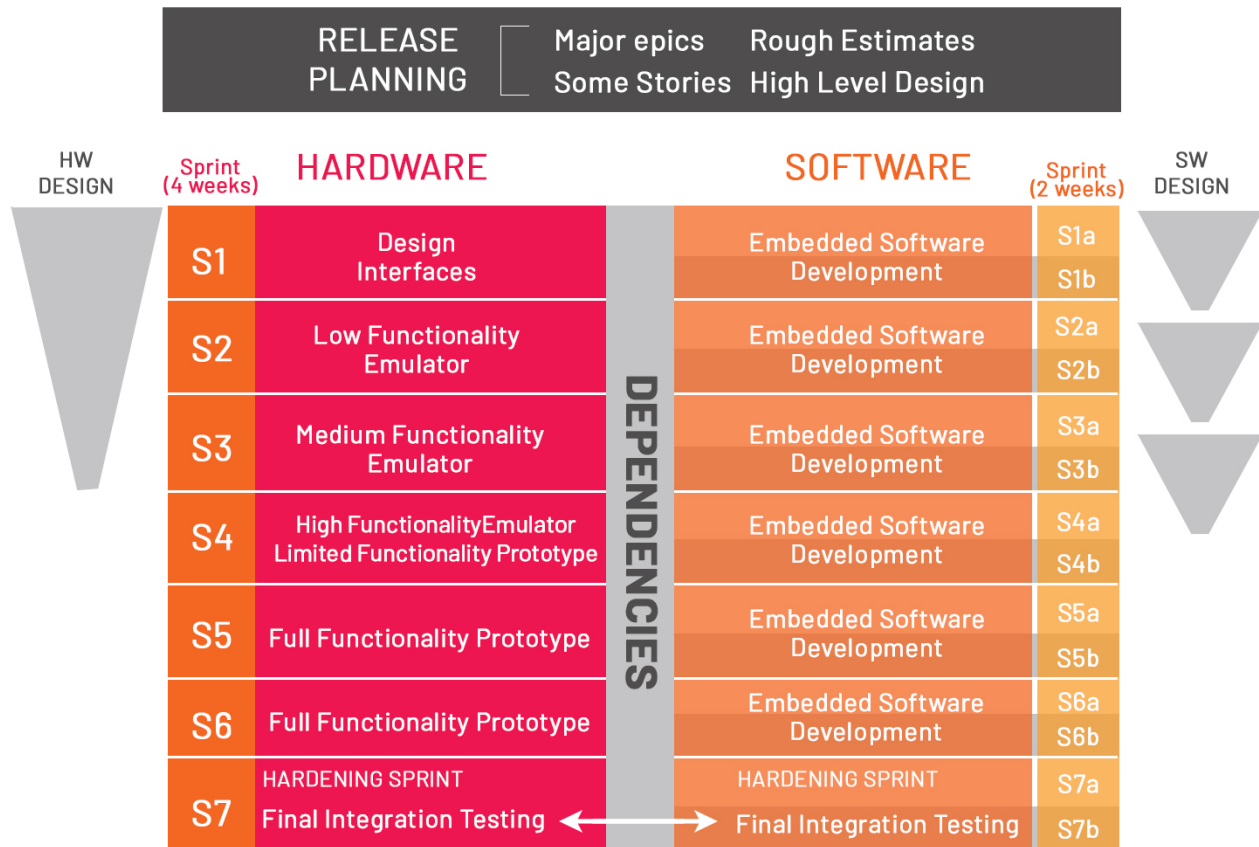 RELEASE
PLANNING
Major epics
Some Stories
Rough Estimates
High Level Design
HW
DESIGN
Sprint
(4 weeks)
HARDWARE
SOFTWARE
Sprint
(2 weeks)
SW
DESIGN
S1
Design
Interfaces
Embedded Software
Development
S1a
S1b
S2
Low Functionality
Emulator
Embedded Software
Development
S2a
S2b
S3
Medium Functionality
Emulator
Embedded Software
Development
S3a
S3b
S4
High FunctionalityEmulator
Limited Functionality Prototype
Embedded Software
Development
S4a
S4b
S5
Full Functionality Prototype
Embedded Software
Development
S5a
S5b
S6
Full Functionality Prototype
Embedded Software
Development
S6a
S6b
S7
HARDENING SPRINT
Final Integration Testing
HARDENING SPRINT
Final Integration Testing
S7a
S7b
DEPENDENCIES